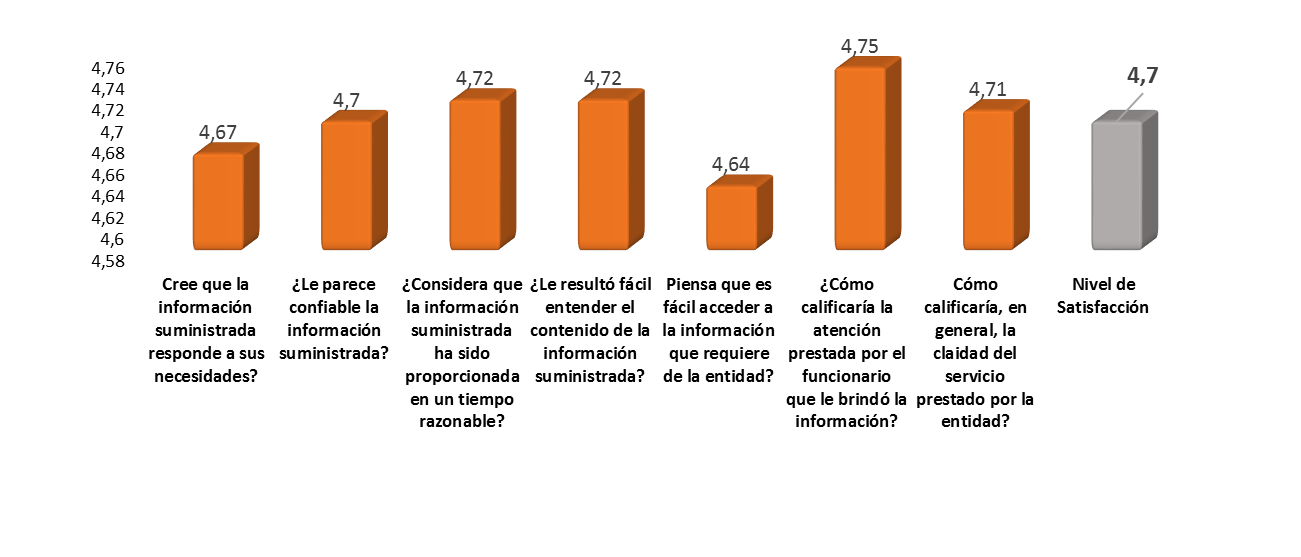 4,76
4,74
4,72
4,7
4,68
4,66
4,64
4,62
4,6
4,58
4,67
4,7
4,72
4,72
4,64
4,75
4,71
4,7
Cree que la
información
suministrada
responde a sus
necesidades?
¿Le parece
confiable la
información
suministrada?
¿Considera que
la información
suministrada
ha sido
proporcionada
en un tiempo
razonable?
¿Le resultó fácil
entender el
contenido de la
información
suministrada?
Piensa que es
fácil acceder a
la información
que requiere
de la entidad?
¿Cómo
calificaría la
atención
prestada por el
funcionario
que le brindó la
información?
Cómo
calificaría, en
general, la
claidad del
servicio
prestado por la
entidad?
Nivel de
Satisfacción